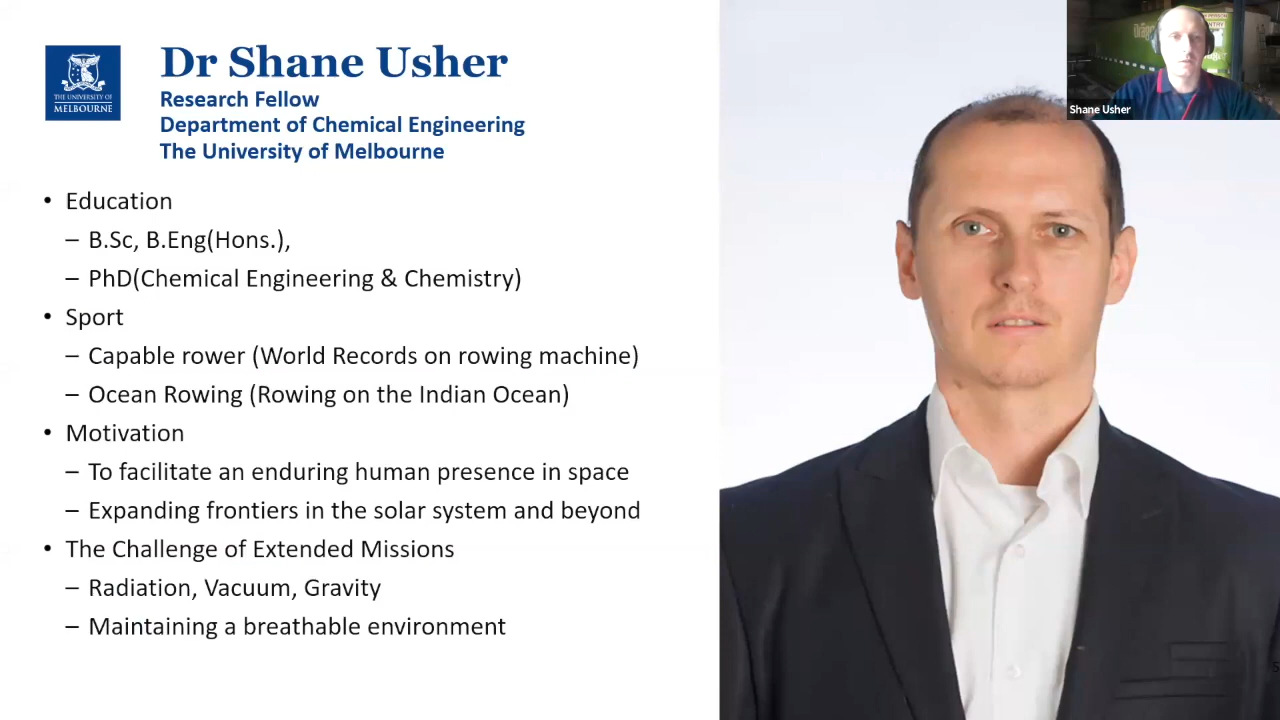 Dr Shane Usher
Research Fellow
Department of Chemical Engineering
The University of Melbourne
THE UNIVERSITY OF
MELBOURNE
• Education
– B.Sc, B.Eng(Hons.),
– PhD(Chemical Engineering & Chemistry)
• Sport
– Capable rower (World Records on rowing machine)
– Ocean Rowing (Rowing on the Indian Ocean)
• Motivation
– To facilitate an enduring human presence in space
– Expanding frontiers in the solar system and beyond
• The Challenge of Extended Missions
– Radiation, Vacuum, Gravity
– Maintaining a breathable environment
Shane Usher